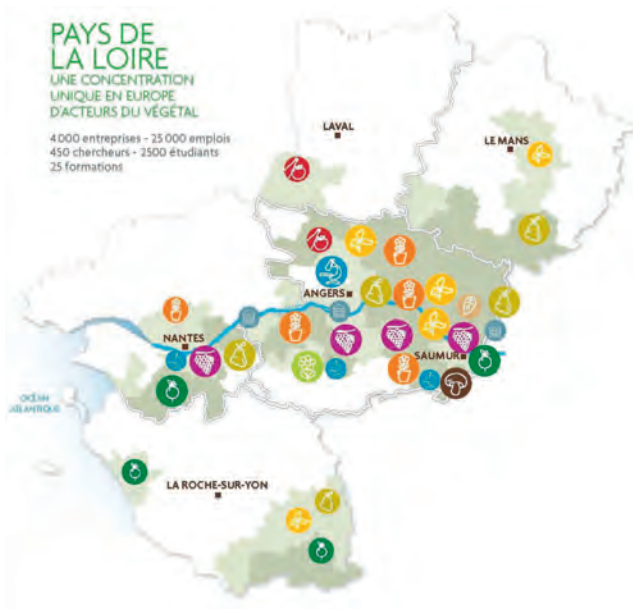 PAYS DE
LA LOIRE
UNE CONCENTRATION
UNIQUE EN EUROPE
D'ACTEURS DU VÉGÉTAL
4 000 entreprises - 25 000 emplois
450 chercheurs - 2500 étudiants
25 formations
LAVAL
LE MANS
ANGERS
NANTES
SAUMUR
OCÉAN
ATLANTIQUE
LA ROCHE-SUR-YON